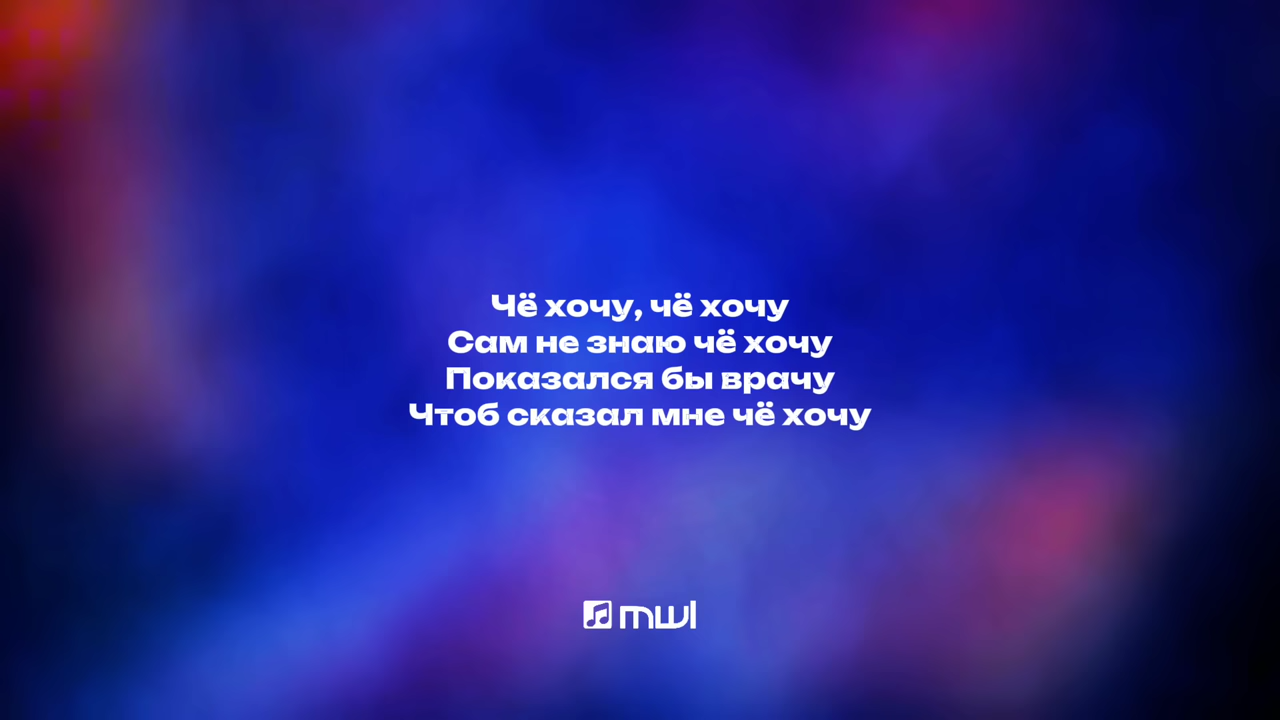 Чё хочу, чё хочу
Сам не знаю чё хочу
Показался бы врачу
Чтоб сказал мне чё хочу
mwl